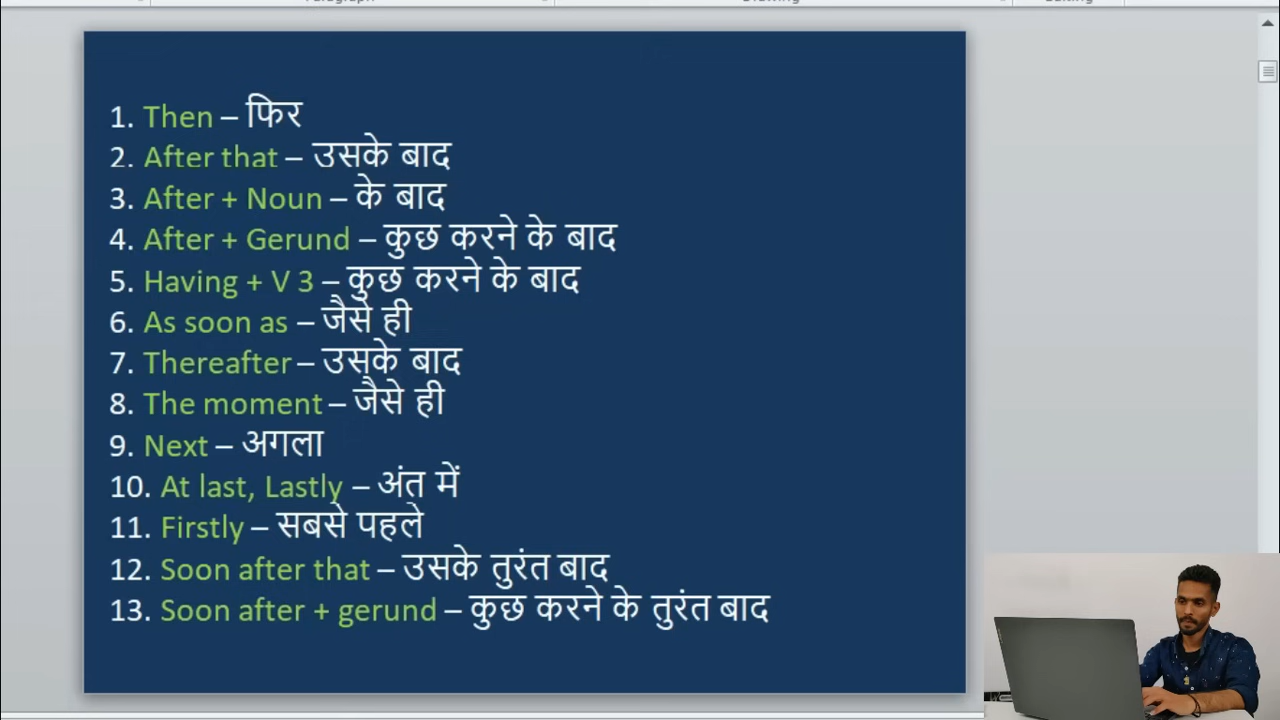 1. Then – फिर
2. After that – उसके बाद
3. After + Noun – के बाद
4. After + Gerund – कुछ करने के बाद
5. Having + V 3 – कुछ करने के बाद
6. As soon as – जैसे ही
7. Thereafter – उसके बाद
8. The moment – जैसे ही
9. Next – अगला
10. At last, Lastly – अंत में
11. Firstly – सबसे पहले
12. Soon after that – उसके तुरंत बाद
13. Soon after + gerund – कुछ करने के तुरंत बाद